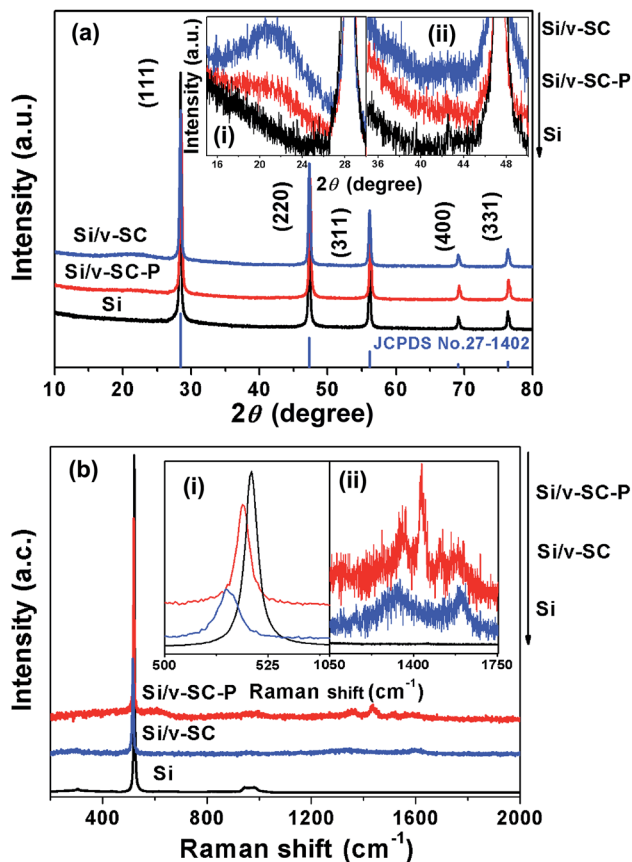 (a)
(i)
(ii)
Intensity (a.u.)
16 20 24 28 40 44 48
2θ (degree)
Si/v-SC
Si/v-SC-P
Si
(111)
(220)
(311)
(400)
(331)
Si/v-SC
Si/v-SC-P
Si
JCPDS No.27-1402
Intensity (a.u.)
10 20 30 40 50 60 70 80
2θ (degree)
(b)
(i)
(ii)
500 525 1050 1400 1750
Raman shift (cm-1)
Si/v-SC-P
Si/v-SC
Si
Si/v-SC-P
Si/v-SC
Si
Intensity (a.c.)
400 800 1200 1600 2000
Raman shift (cm-1)